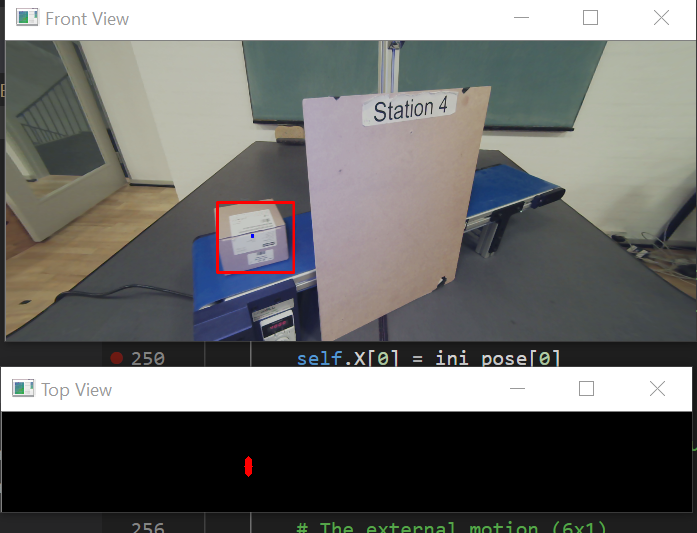 Front View
Station 4
250 self.X[0] = ini_pose[0]
Top View
256 # The external motion (6x1)